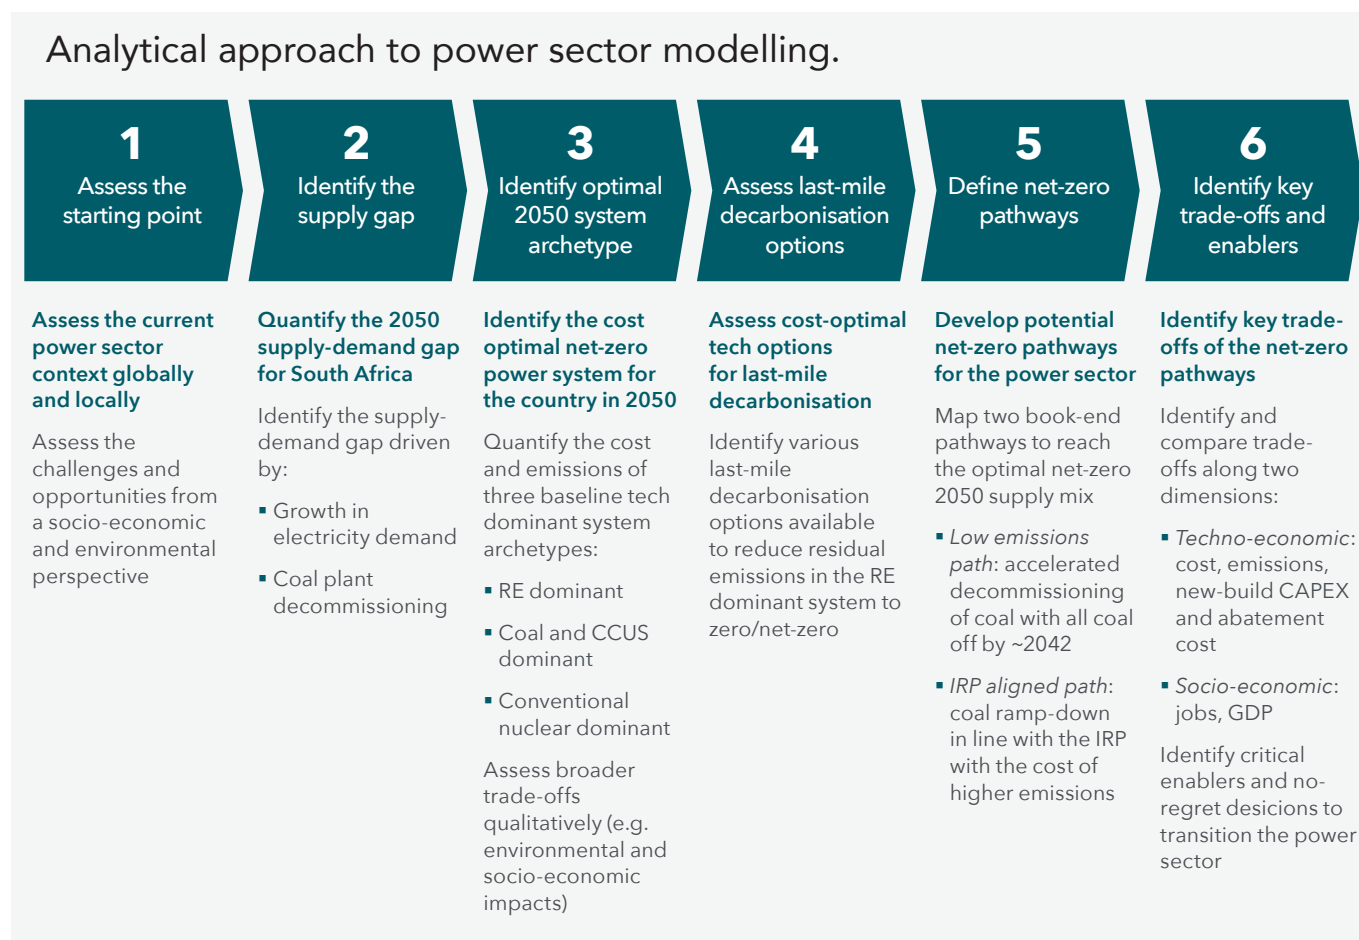 Analytical approach to power sector modelling.
1
Assess the
starting point
2
Identify the
supply gap
3
Identify optimal
2050 system
archetype
4
Assess last-mile
decarbonisation
options
5
Define net-zero
pathways
6
Identify key
trade-offs and
enablers
Assess the current
power sector
context globally
and locally
Assess the
challenges and
opportunities from
a socio-economic
and environmental
perspective
Quantify the 2050
supply-demand gap
for South Africa
Identify the supply-
demand gap driven
by:
▪ Growth in
electricity demand
▪ Coal plant
decommissioning
Identify the cost
optimal net-zero
power system for
the country in 2050
Quantify the cost
and emissions of
three baseline tech
dominant system
archetypes:
▪ RE dominant
▪ Coal and CCUS
dominant
▪ Conventional
nuclear dominant
Assess broader
trade-offs
qualitatively (e.g.
environmental and
socio-economic
impacts)
Assess cost-optimal
tech options
for last-mile
decarbonisation
Identify various
last-mile
decarbonisation
options available
to reduce residual
emissions in the RE
dominant system to
zero/net-zero
Develop potential
net-zero pathways
for the power sector
Map two book-end
pathways to reach
the optimal net-zero
2050 supply mix
▪ Low emissions
path: accelerated
decommissioning
of coal with all coal
off by ~2042
▪ IRP aligned path:
coal ramp-down
in line with the IRP
with the cost of
higher emissions
Identify key trade-
offs of the net-zero
pathways
Identify and
compare trade-
offs along two
dimensions:
▪ Techno-economic:
cost, emissions,
new-build CAPEX
and abatement
cost
▪ Socio-economic:
jobs, GDP
Identify critical
enablers and no-
regret desicions to
transition the power
sector